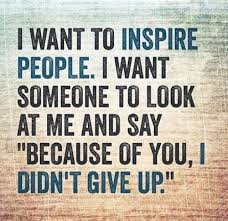 I WANT TO INSPIRE
PEOPLE. I WANT
SOMEONE TO LOOK
AT ME AND SAY
"BECAUSE OF YOU, I
DIDN'T GIVE UP."